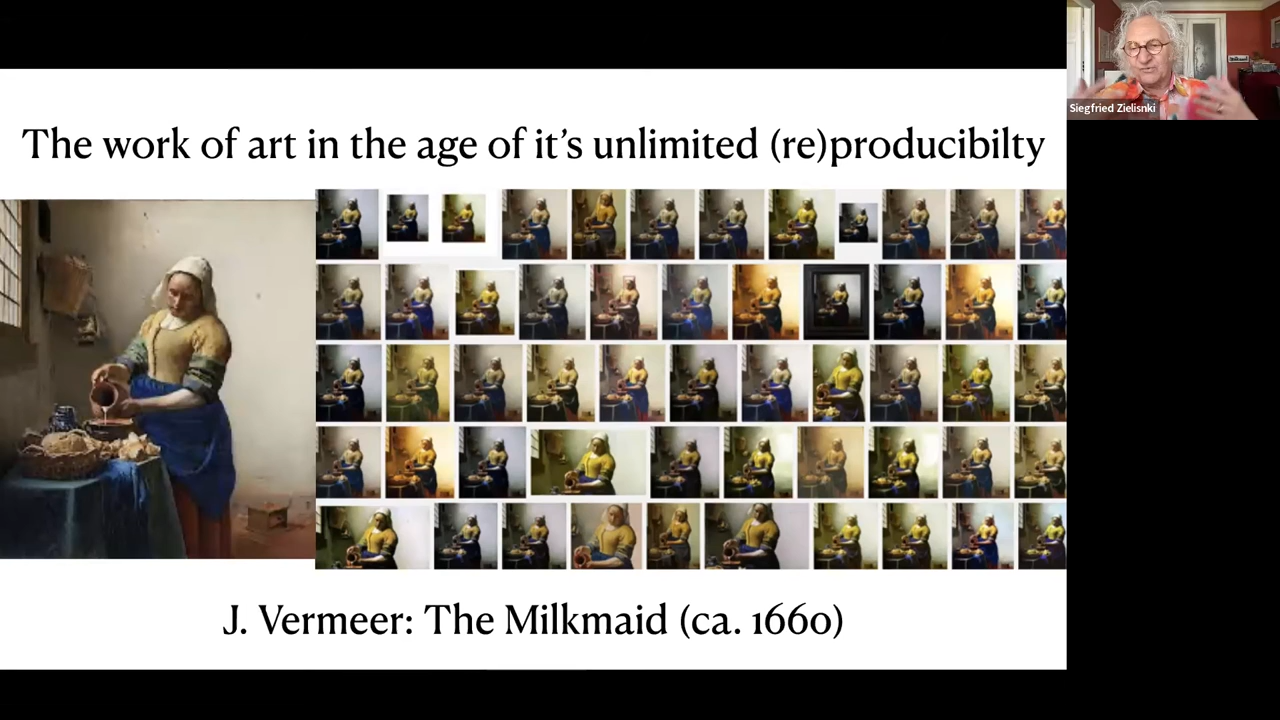 The work of art in the age of it’s unlimited (re)producibilty
J. Vermeer: The Milkmaid (ca. 1660)
Siegfried Zielisnki